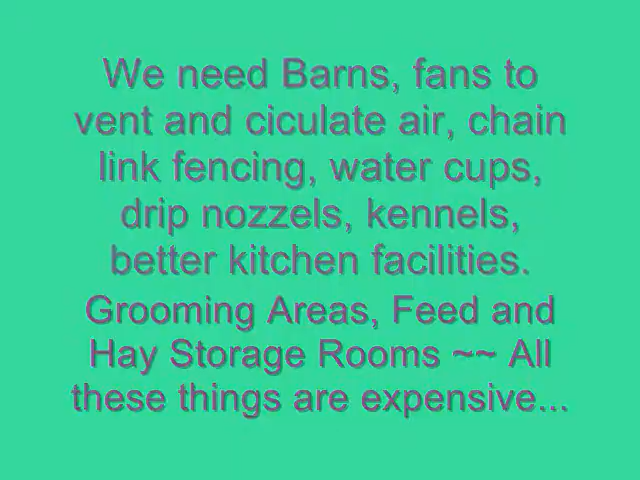 We need Barns, fans to
vent and ciculate air, chain
link fencing, water cups,
drip nozzels, kennels,
better kitchen facilities.
Grooming Areas, Feed and
Hay Storage Rooms ~~ All
these things are expensive...